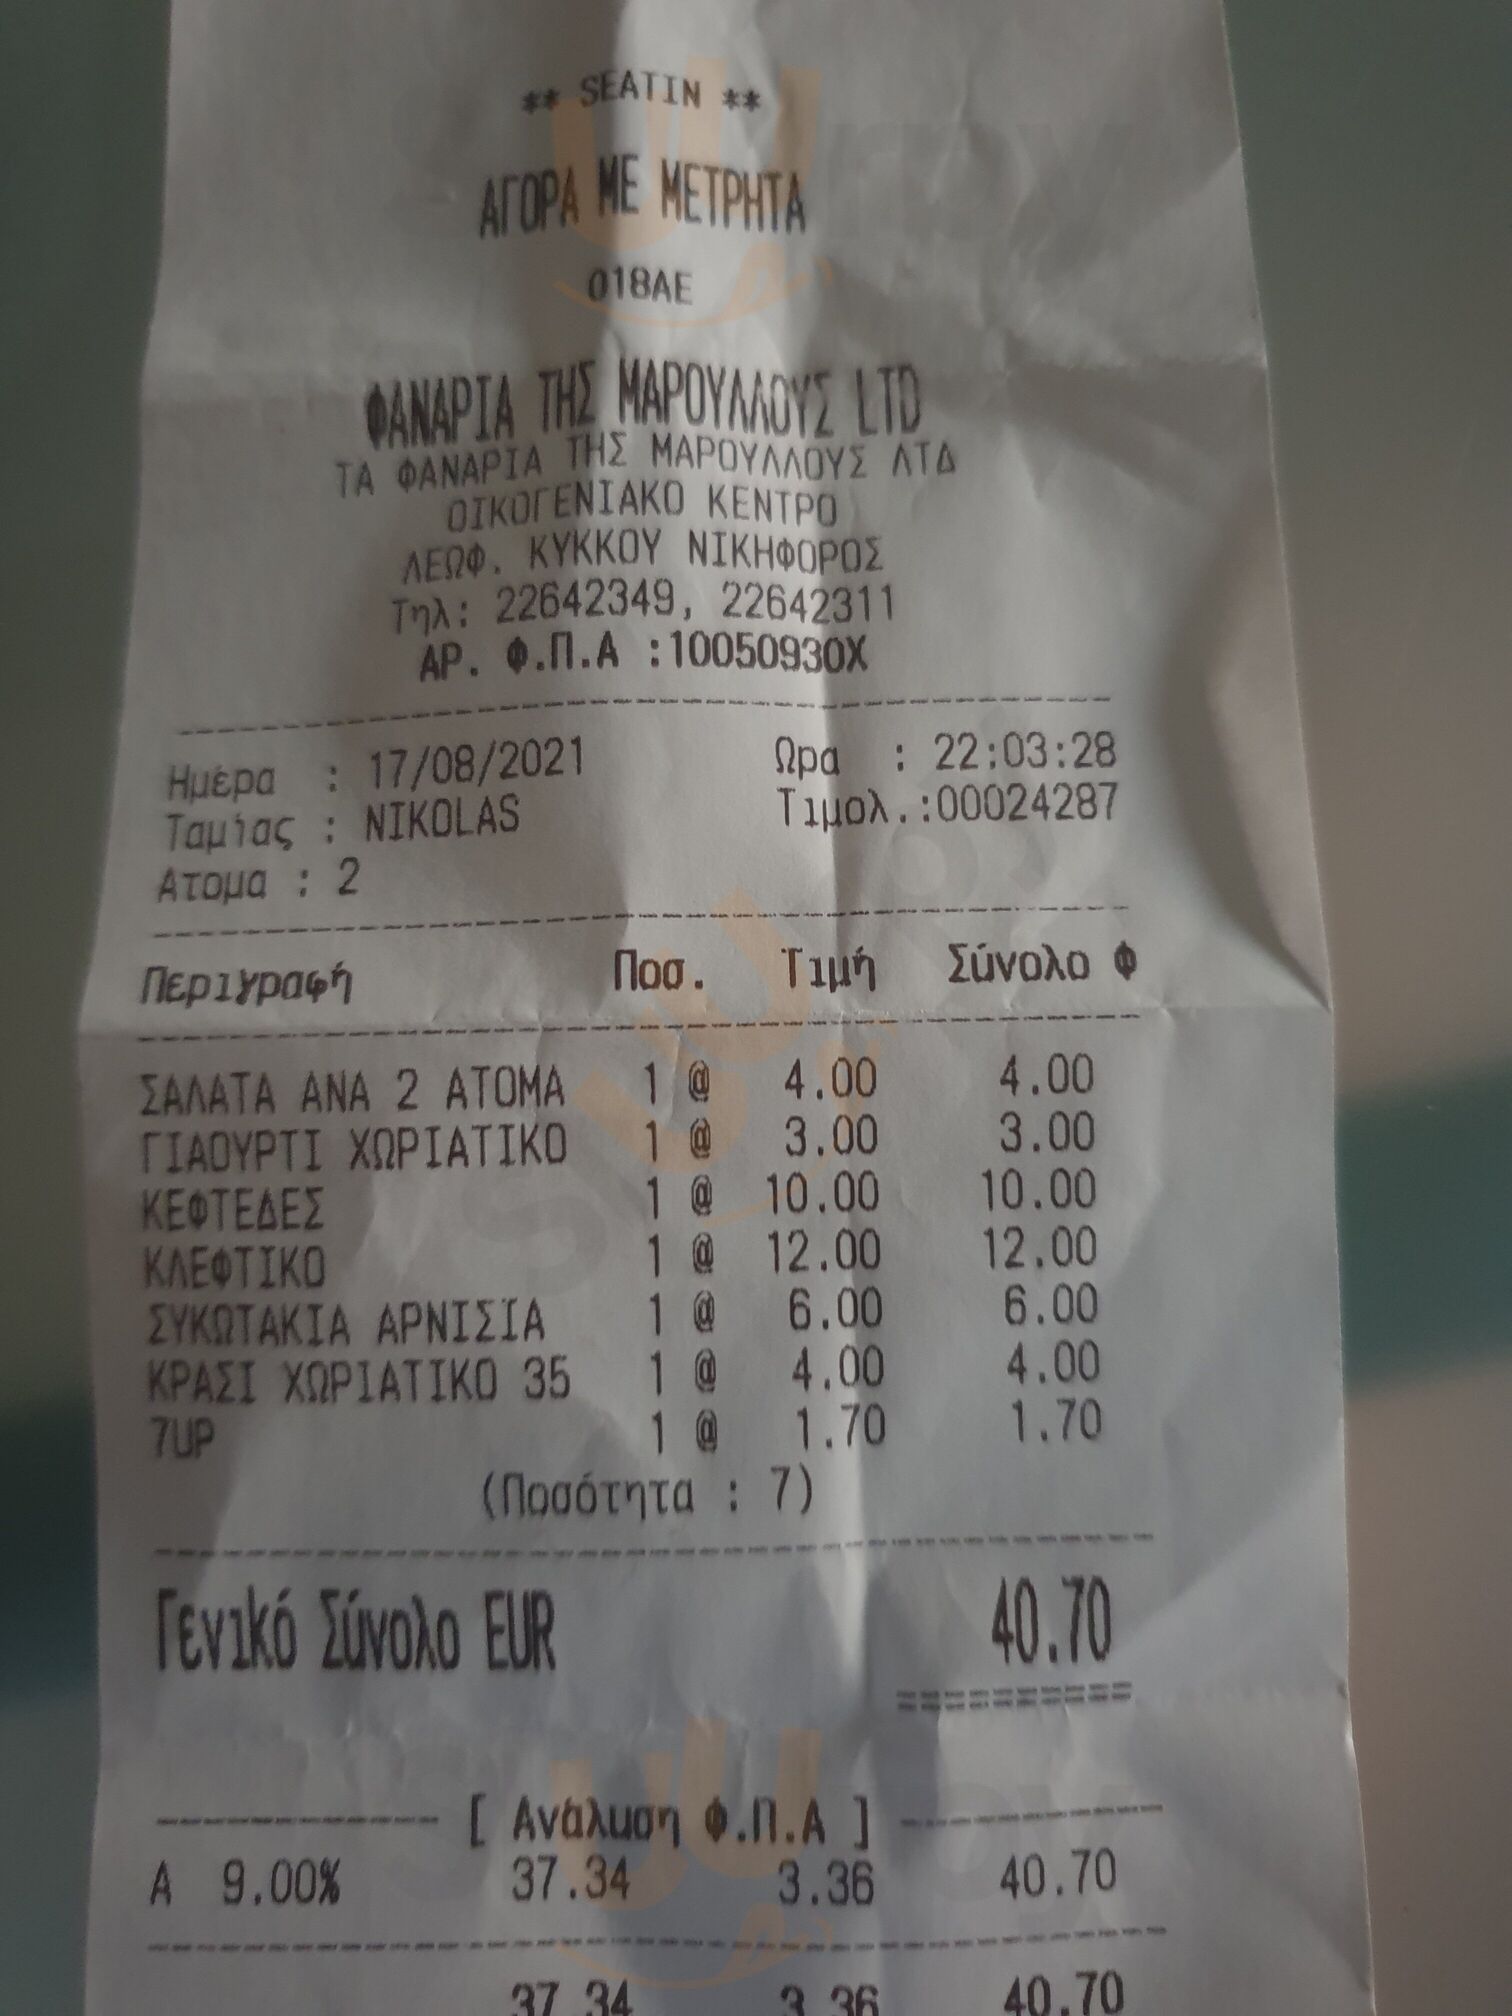 ** SEATIN **
ΑΓΟΡΑ ΜΕ ΜΕΤΡΗΤΑ
018AE
ΦΑΝΑΡΙΑ ΤΗΣ ΜΑΡΟΥΛΛΟΥΣ LTD
ΤΑ ΦΑΝΑΡΙΑ ΤΗΣ ΜΑΡΟΥΛΛΟΥΣ ΛΤΔ
ΟΙΚΟΓΕΝΙΑΚΟ ΚΕΝΤΡΟ
ΛΕΩΦ. ΚΥΚΚΟΥ ΝΙΚΗΦΟΡΟΣ
Τηλ: 22642349, 22642311
ΑΡ. Φ.Π.Α :10050930X
Ημέρα : 17/08/2021 Ωρα : 22:03:28
Ταμίας : NIKOLAS Τιμολ.:00024287
Ατομα : 2
Περιγραφή Ποσ. Τιμή Σύνολο Φ
ΣΑΛΑΤΑ ΑΝΑ 2 ΑΤΟΜΑ 1 @ 4.00 4.00
ΓΙΑΟΥΡΤΙ ΧΩΡΙΑΤΙΚΟ 1 @ 3.00 3.00
ΚΕΦΤΕΔΕΣ 1 @ 10.00 10.00
ΚΛΕΦΤΙΚΟ 1 @ 12.00 12.00
ΣΥΚΩΤΑΚΙΑ ΑΡΝΙΣΙΑ 1 @ 6.00 6.00
ΚΡΑΣΙ ΧΩΡΙΑΤΙΚΟ 35 1 @ 4.00 4.00
7UP 1 @ 1.70 1.70
(Ποσότητα : 7)
Γενικό Σύνολο EUR 40.70
[ Ανάλυση Φ.Π.Α ]
A 9.00% 37.34 3.36 40.70
37.34 3.36 40.70